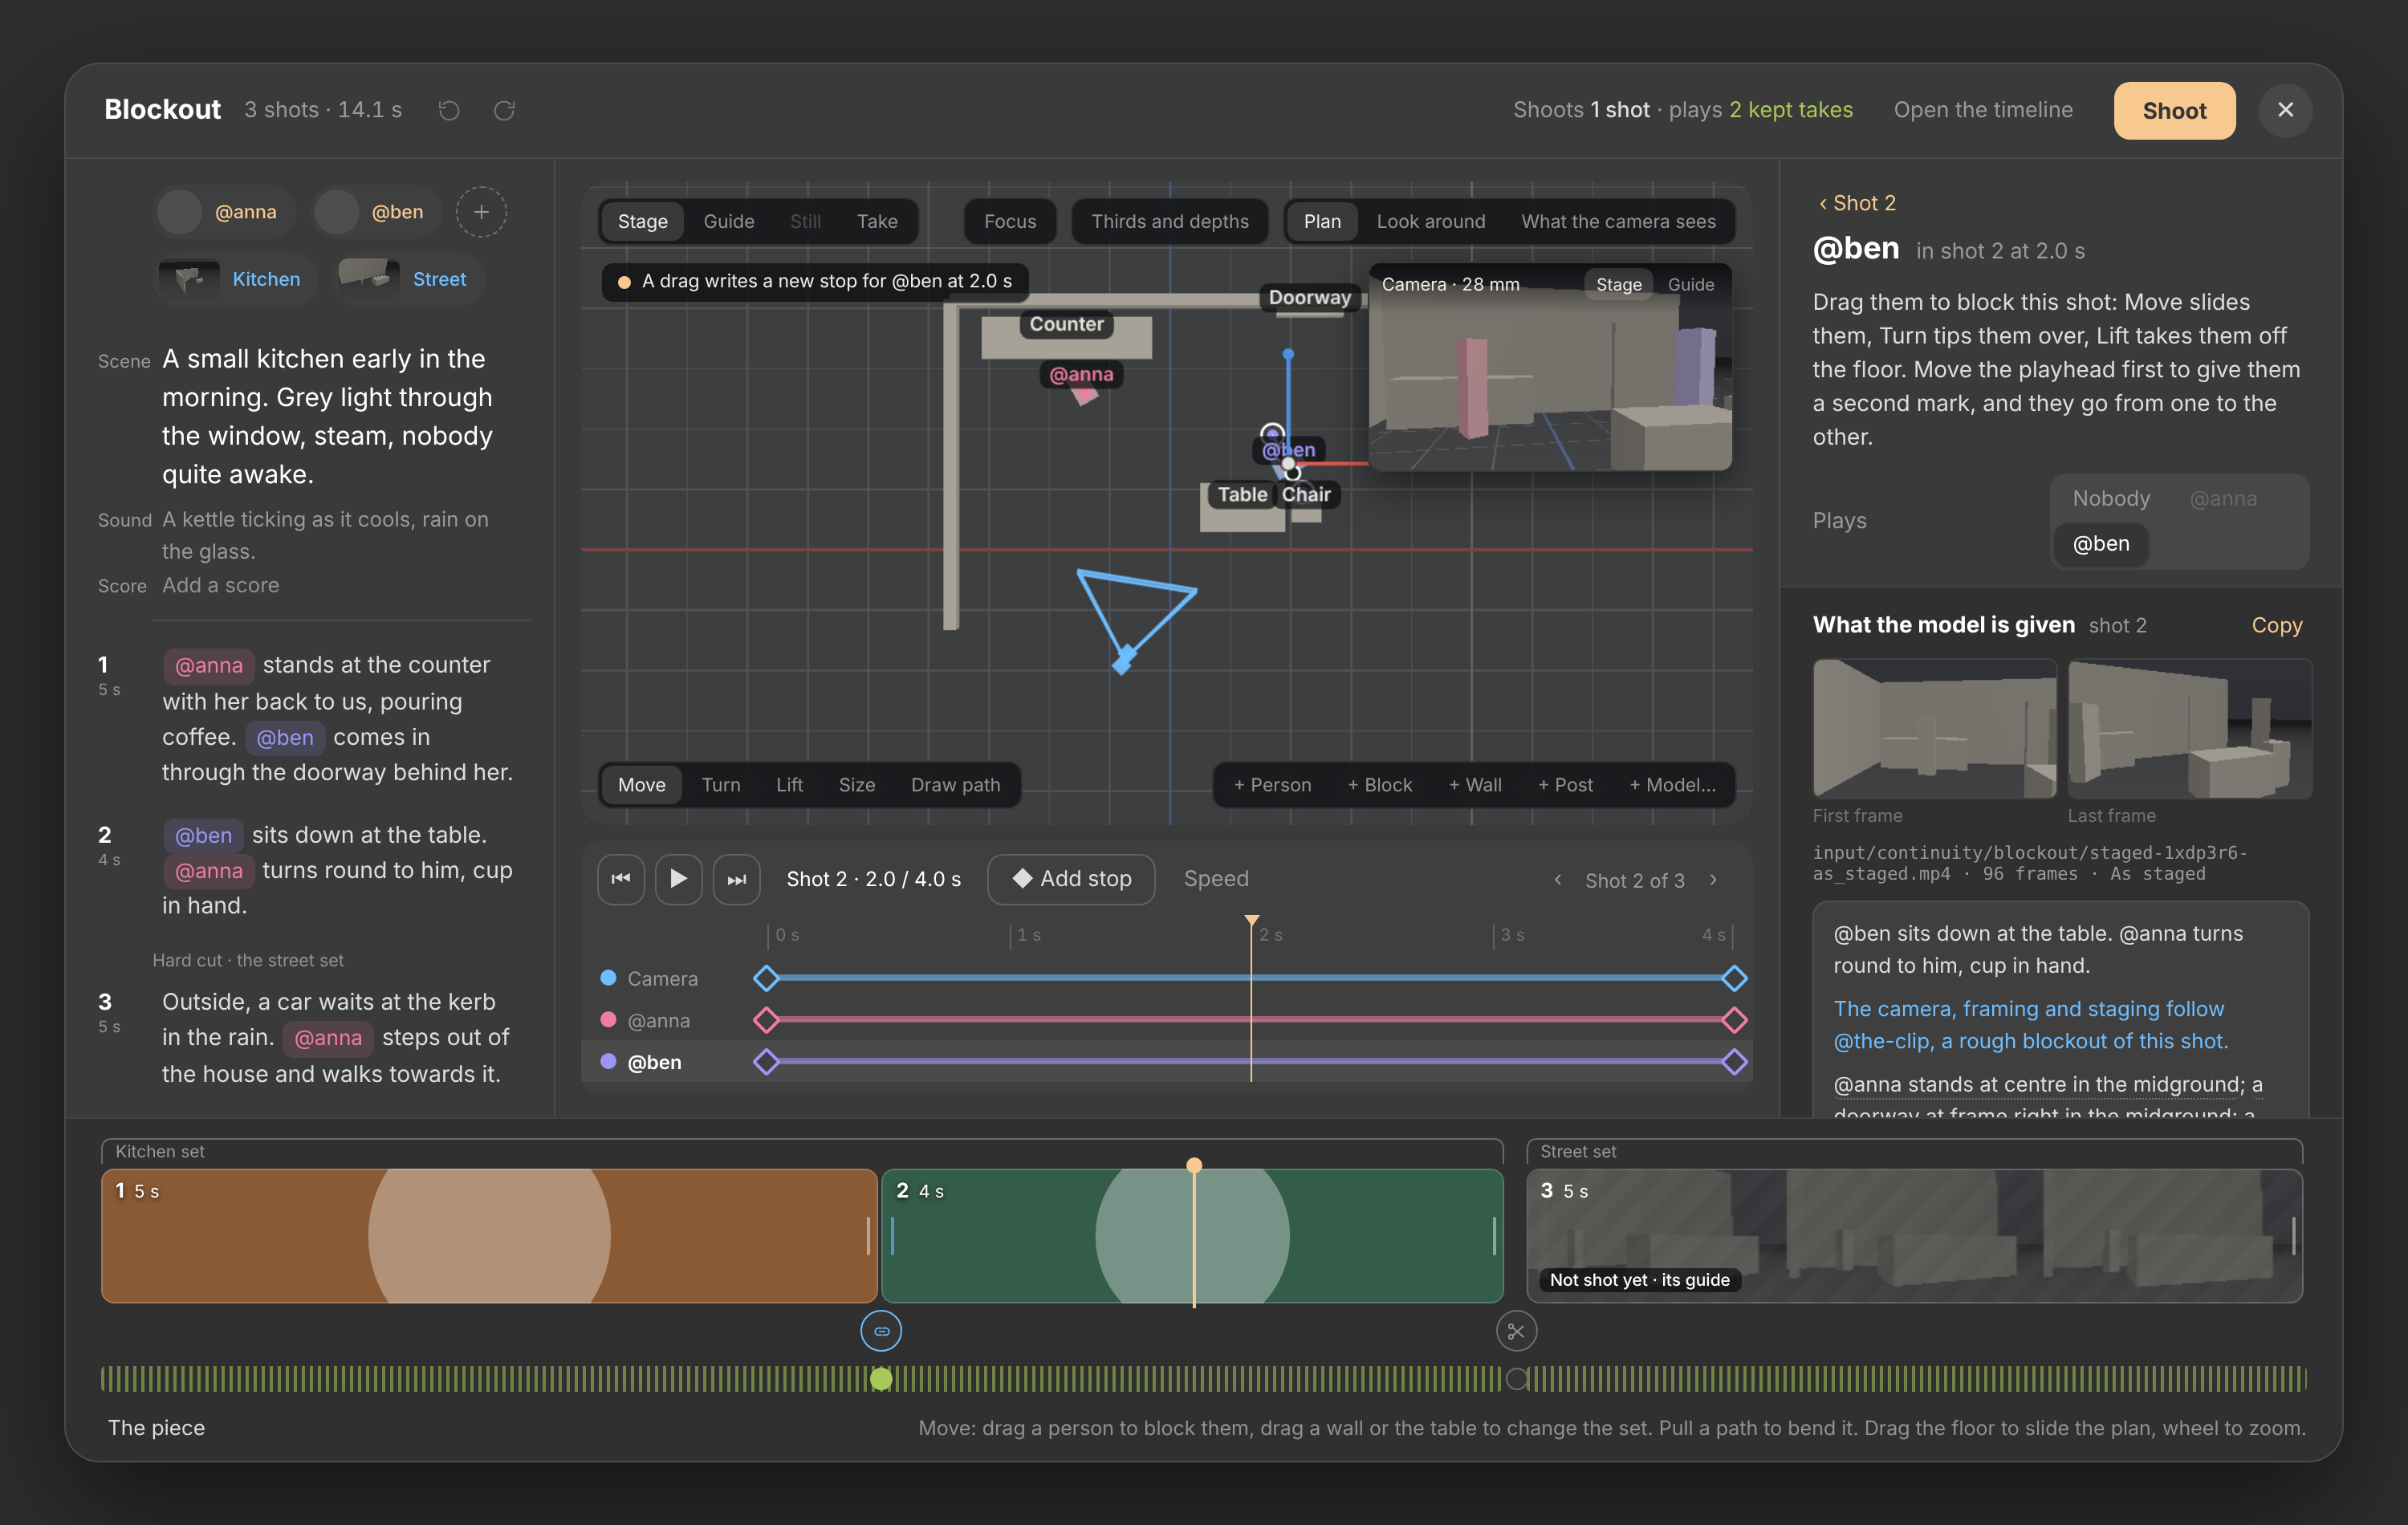 Blockout 3 shots · 14.1 s
Shoots 1 shot · plays 2 kept takes Open the timeline Shoot
@anna @ben
Kitchen Street
Scene A small kitchen early in the
morning. Grey light through
the window, steam, nobody
quite awake.
Sound A kettle ticking as it cools, rain on
the glass.
Score Add a score
1 @anna stands at the counter
5 s
with her back to us, pouring
coffee. @ben comes in
through the doorway behind her.
2 @ben sits down at the table.
4 s
@anna turns round to him, cup
in hand.
Hard cut · the street set
3 Outside, a car waits at the kerb
5 s
in the rain. @anna steps out of
the house and walks towards it.
Stage Guide Still Take Focus Thirds and depths Plan Look around What the camera sees
A drag writes a new stop for @ben at 2.0 s
Camera · 28 mm Stage Guide
Doorway
Counter
@anna
@ben
Table Chair
Move Turn Lift Size Draw path
+ Person + Block + Wall + Post + Model...
Shot 2 · 2.0 / 4.0 s Add stop Speed Shot 2 of 3
0 s 1 s 2 s 3 s 4 s
Camera
@anna
@ben
‹ Shot 2
@ben in shot 2 at 2.0 s
Drag them to block this shot: Move slides
them, Turn tips them over, Lift takes them off
the floor. Move the playhead first to give them
a second mark, and they go from one to the
other.
Plays Nobody @anna
@ben
What the model is given shot 2 Copy
First frame Last frame
input/continuity/blockout/staged-1xdp3r6-
as_staged.mp4 · 96 frames · As staged
@ben sits down at the table. @anna turns
round to him, cup in hand.
The camera, framing and staging follow
@the-clip, a rough blockout of this shot.
@anna stands at centre in the midground; a
doorway at frame right in the midground; a
Kitchen set Street set
1 5 s 2 4 s 3 5 s
Not shot yet · its guide
The piece
Move: drag a person to block them, drag a wall or the table to change the set. Pull a path to bend it. Drag the floor to slide the plan, wheel to zoom.